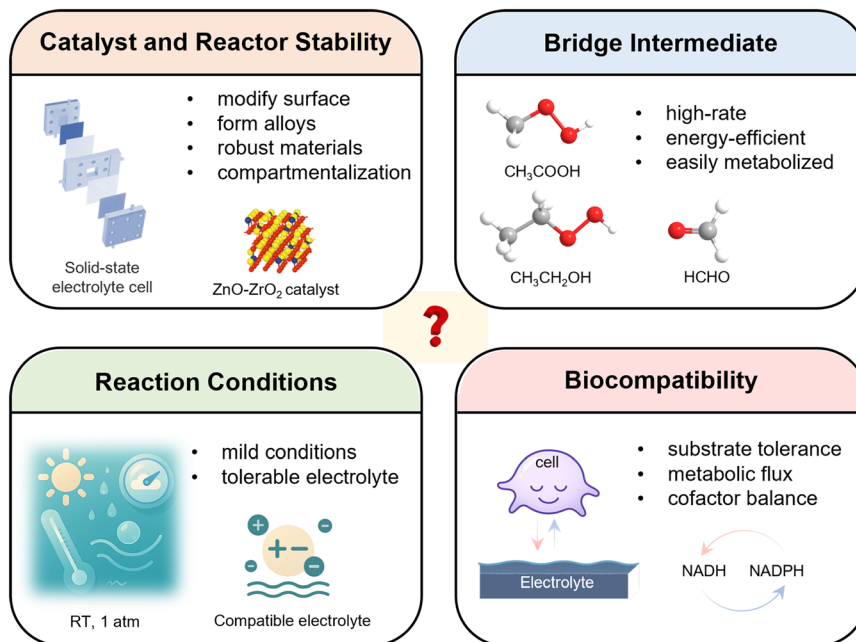 Catalyst and Reactor Stability
• modify surface
• form alloys
• robust materials
• compartmentalization
Solid-state
electrolyte cell
ZnO-ZrO₂ catalyst
Bridge Intermediate
CH₃COOH
• high-rate
• energy-efficient
• easily metabolized
CH₃CH₂OH
HCHO
?
Reaction Conditions
• mild conditions
• tolerable electrolyte
RT, 1 atm
Compatible electrolyte
Biocompatibility
cell
• substrate tolerance
• metabolic flux
• cofactor balance
Electrolyte
NADH NADPH